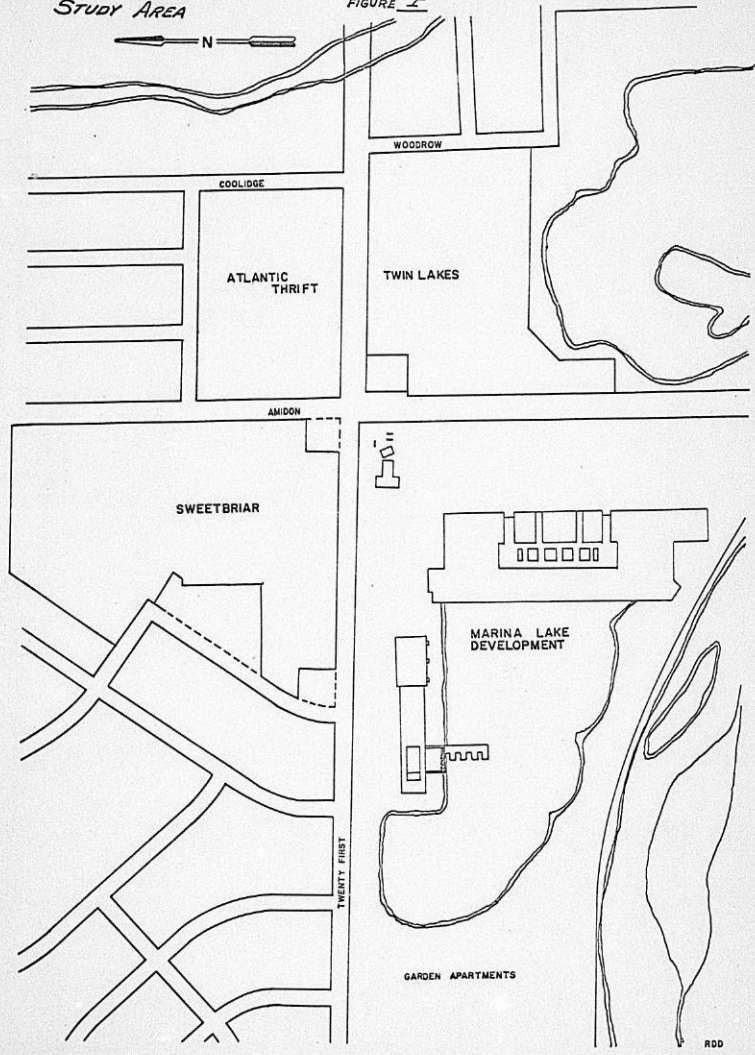 STUDY AREA
FIGURE I
N
WOODROW
COOLIDGE
ATLANTIC
THRIFT
TWIN LAKES
AMIDON
SWEETBRIAR
MARINA LAKE
DEVELOPMENT
TWENTY FIRST
GARDEN APARTMENTS
RDD